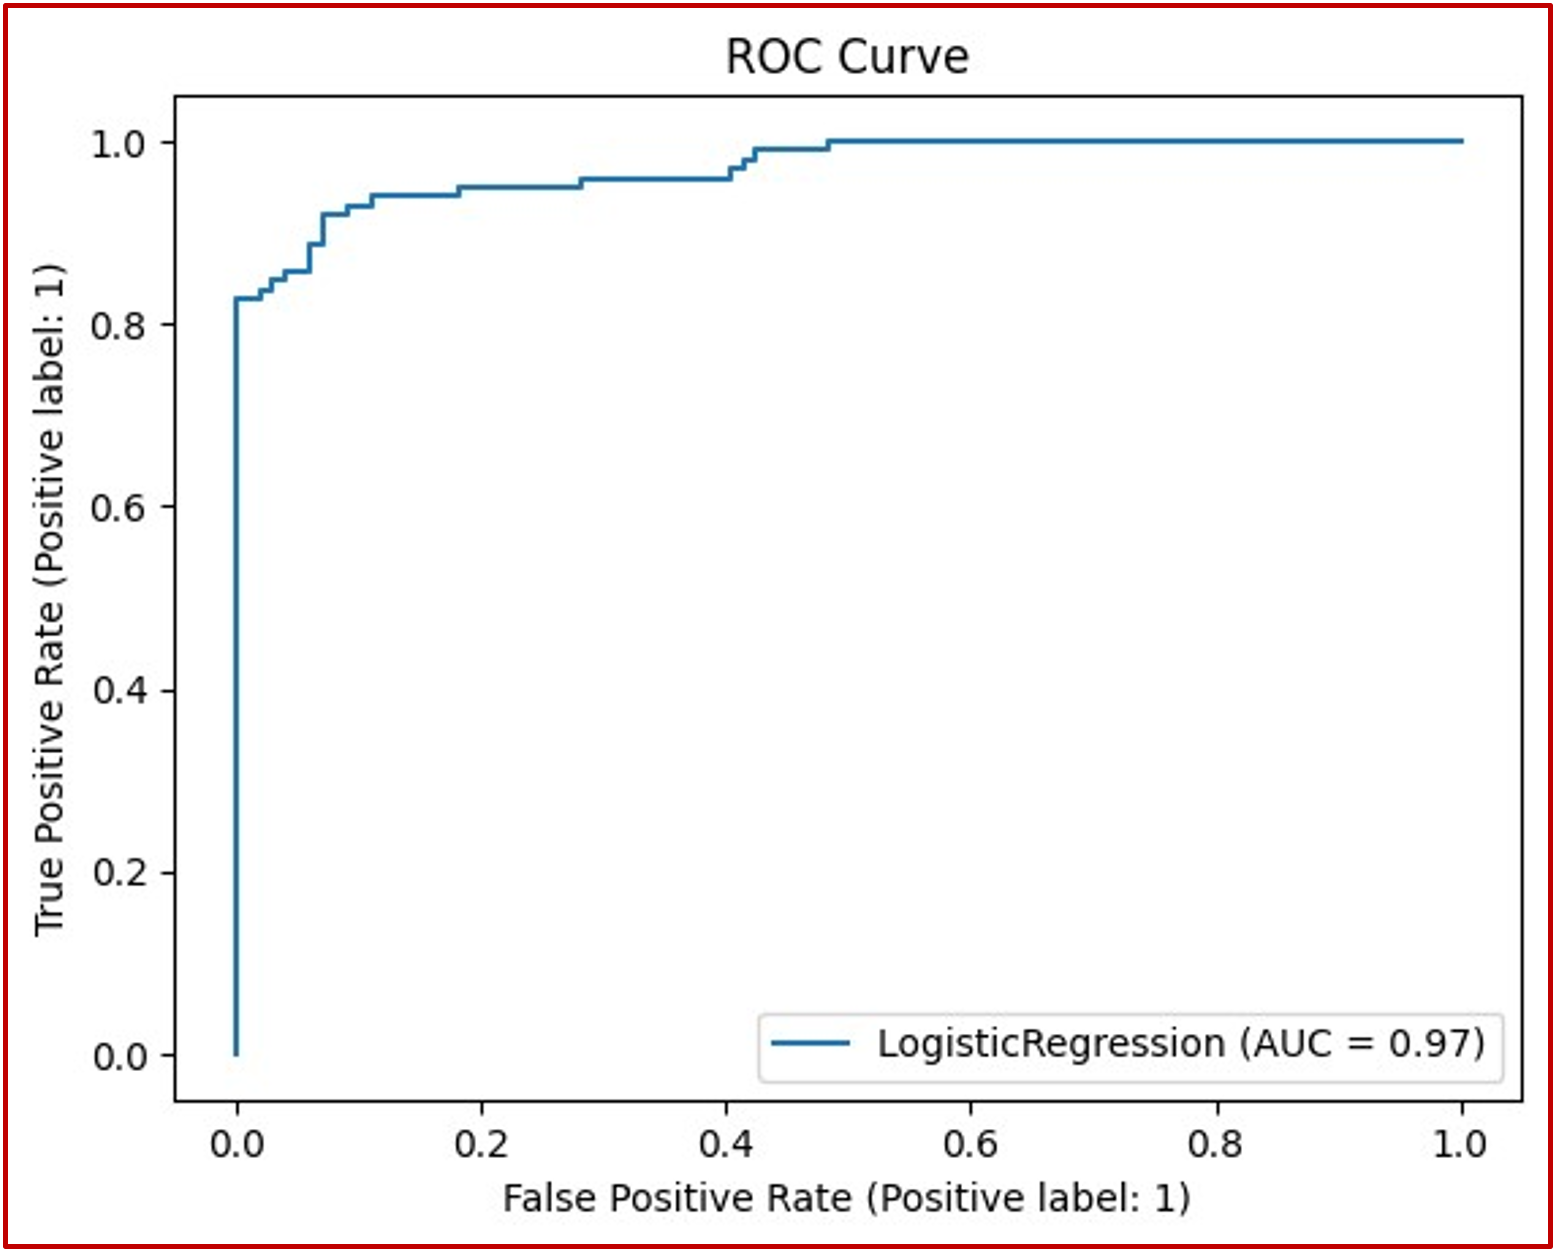 ROC Curve
1.0
0.8
0.6
0.4
0.2
0.0
True Positive Rate (Positive label: 1)
LogisticRegression (AUC = 0.97)
0.0 0.2 0.4 0.6 0.8 1.0
False Positive Rate (Positive label: 1)